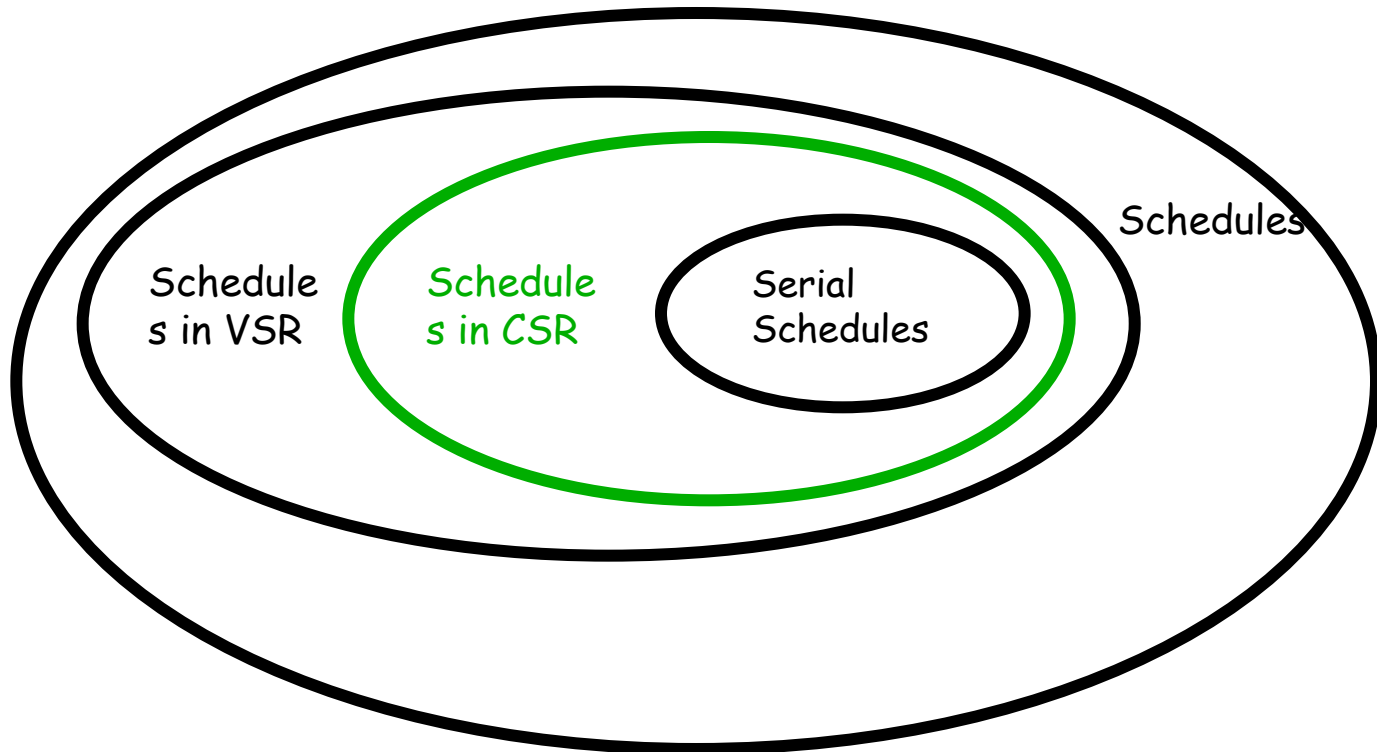 Schedules
Schedule
s in VSR
Schedule
s in CSR
Serial
Schedules